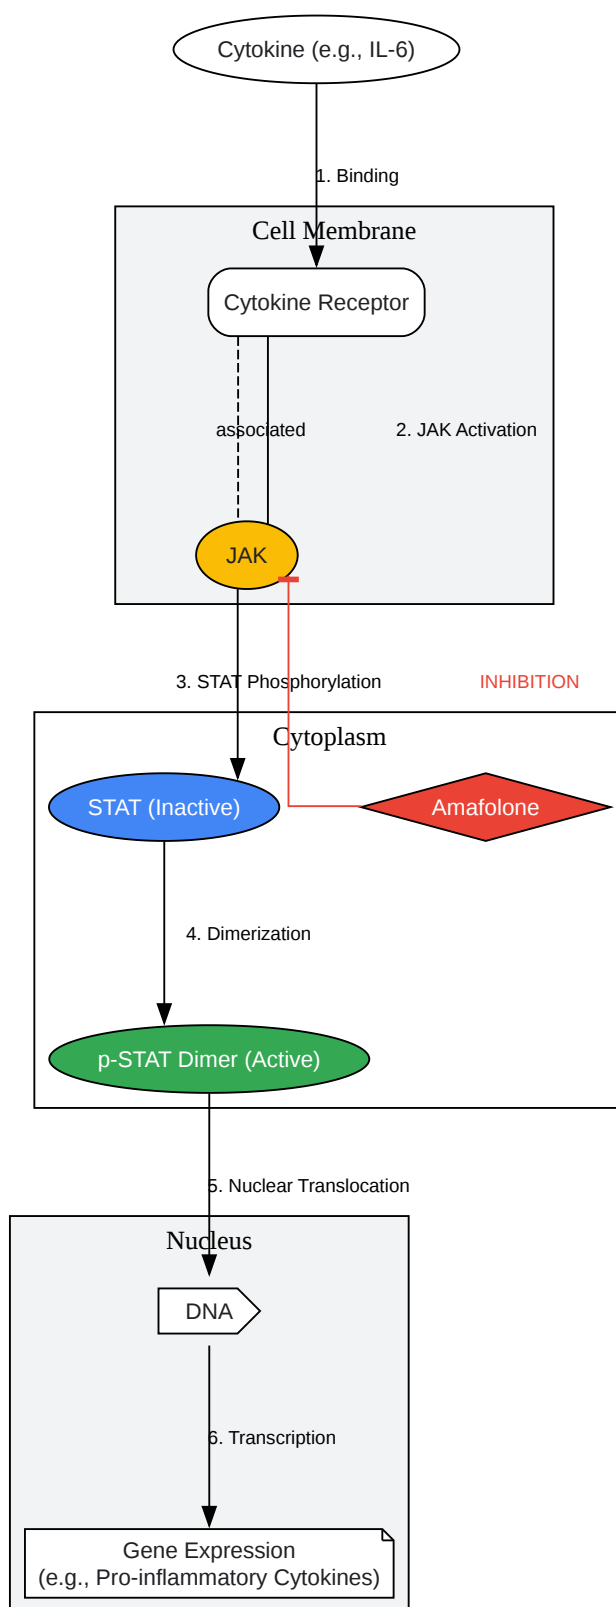 Cytokine (e.g., IL-6)
1. Binding
Cell Membrane
Cytokine Receptor
associated
2. JAK Activation
JAK
3. STAT Phosphorylation
INHIBITION
Cytoplasm
STAT (Inactive)
Amafolone
4. Dimerization
p-STAT Dimer (Active)
5. Nuclear Translocation
Nucleus
DNA
6. Transcription
Gene Expression
(e.g., Pro-inflammatory Cytokines)